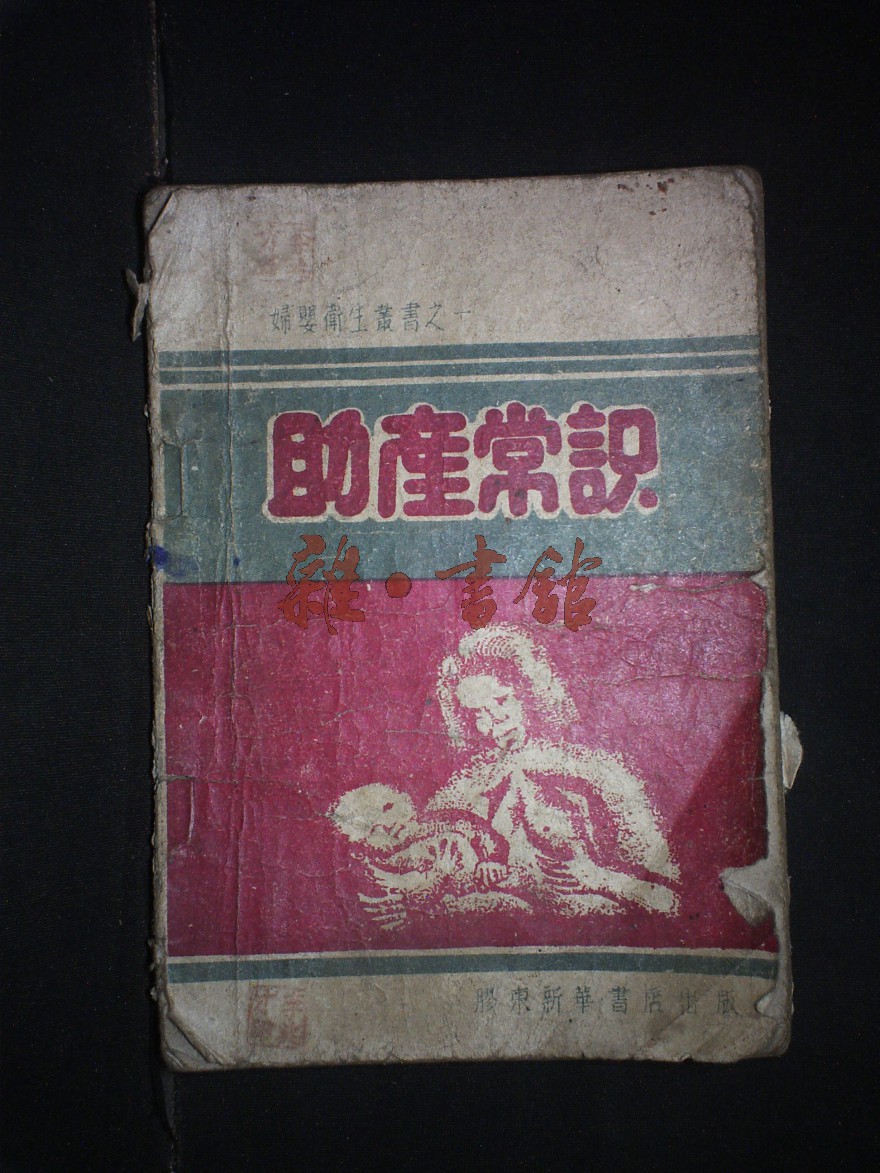 婦嬰衛生叢書之一
助產常識
雜·書舘
膠東新華書店出版